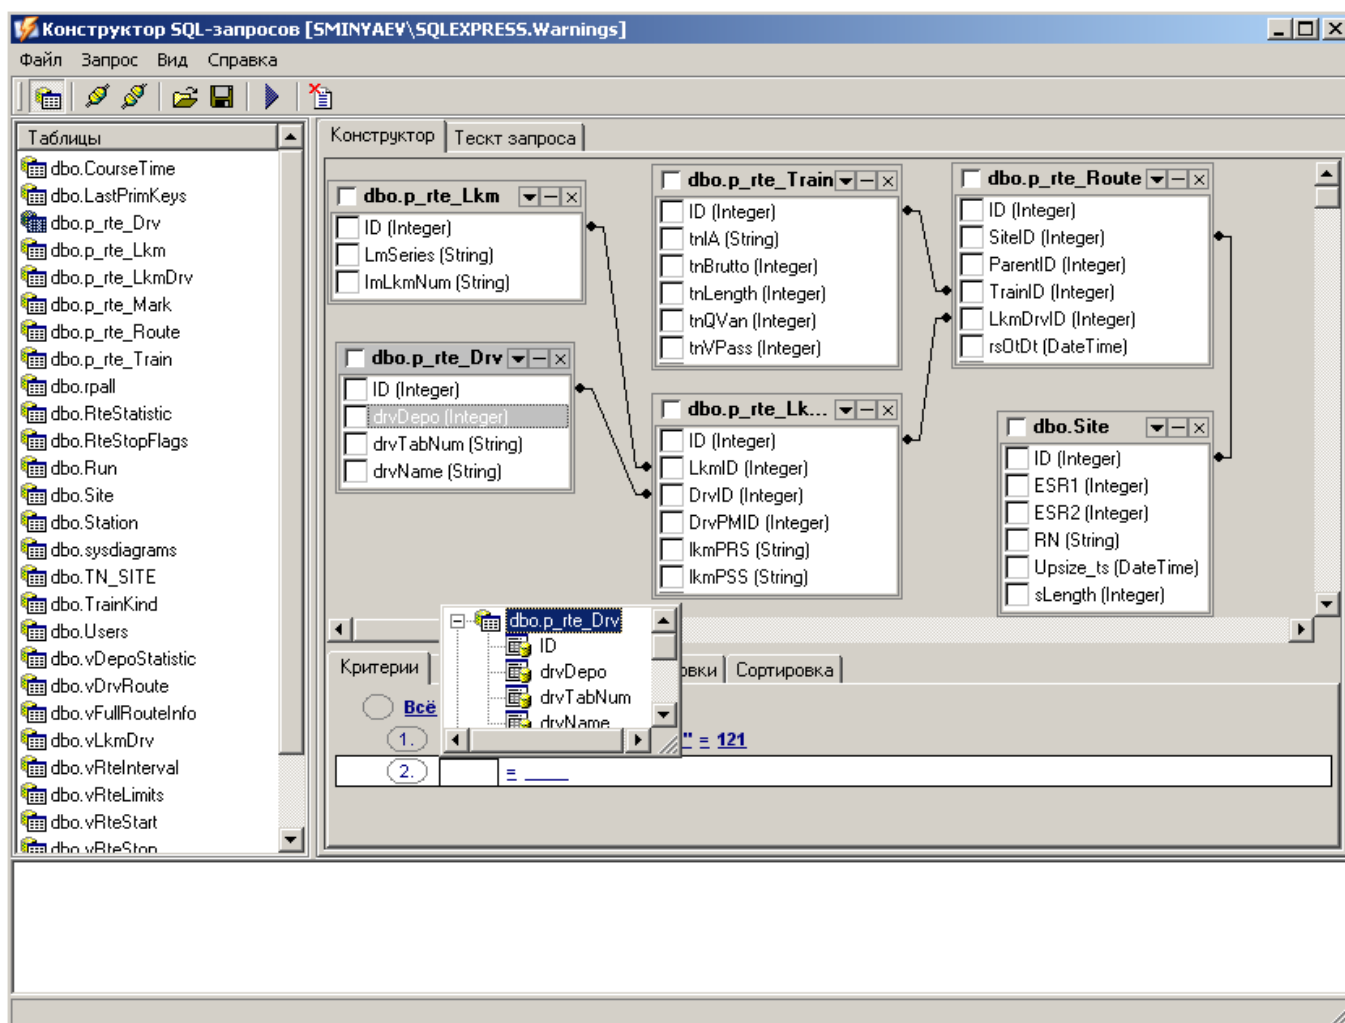 Конструктор SQL-запросов [SMINYAEV\SQLEXPRESS.Warnings]
Файл Запрос Вид Справка
Таблицы
dbo.CourseTime
dbo.LastPrimKeys
dbo.p_rte_Drv
dbo.p_rte_Lkm
dbo.p_rte_LkmDrv
dbo.p_rte_Mark
dbo.p_rte_Route
dbo.p_rte_Train
dbo.rpall
dbo.RteStatistic
dbo.RteStopFlags
dbo.Run
dbo.Site
dbo.Station
dbo.sysdiagrams
dbo.TN_SITE
dbo.TrainKind
dbo.Users
dbo.vDepoStatistic
dbo.vDrvRoute
dbo.vFullRouteInfo
dbo.vLkmDrv
dbo.vRteInterval
dbo.vRteLimits
dbo.vRteStart
dbo.vRteStop
Конструктор Тескт запроса
dbo.p_rte_Lkm
ID (Integer)
LmSeries (String)
lmLkmNum (String)
dbo.p_rte_Drv
ID (Integer)
drvDepo (Integer)
drvTabNum (String)
drvName (String)
dbo.p_rte_Train
ID (Integer)
tnIA (String)
tnBrutto (Integer)
tnLength (Integer)
tnQVan (Integer)
tnVPass (Integer)
dbo.p_rte_Lk...
ID (Integer)
LkmID (Integer)
DrvID (Integer)
DrvPMID (Integer)
lkmPRS (String)
lkmPSS (String)
dbo.p_rte_Route
ID (Integer)
SiteID (Integer)
ParentID (Integer)
TrainID (Integer)
LkmDrvID (Integer)
rsOtDt (DateTime)
dbo.Site
ID (Integer)
ESR1 (Integer)
ESR2 (Integer)
RN (String)
Upsize_ts (DateTime)
sLength (Integer)
dbo.p_rte_Drv
ID
drvDepo
drvTabNum
drvName
Критерии овки Сортировка
Всё
1. " = 121
2. = ____